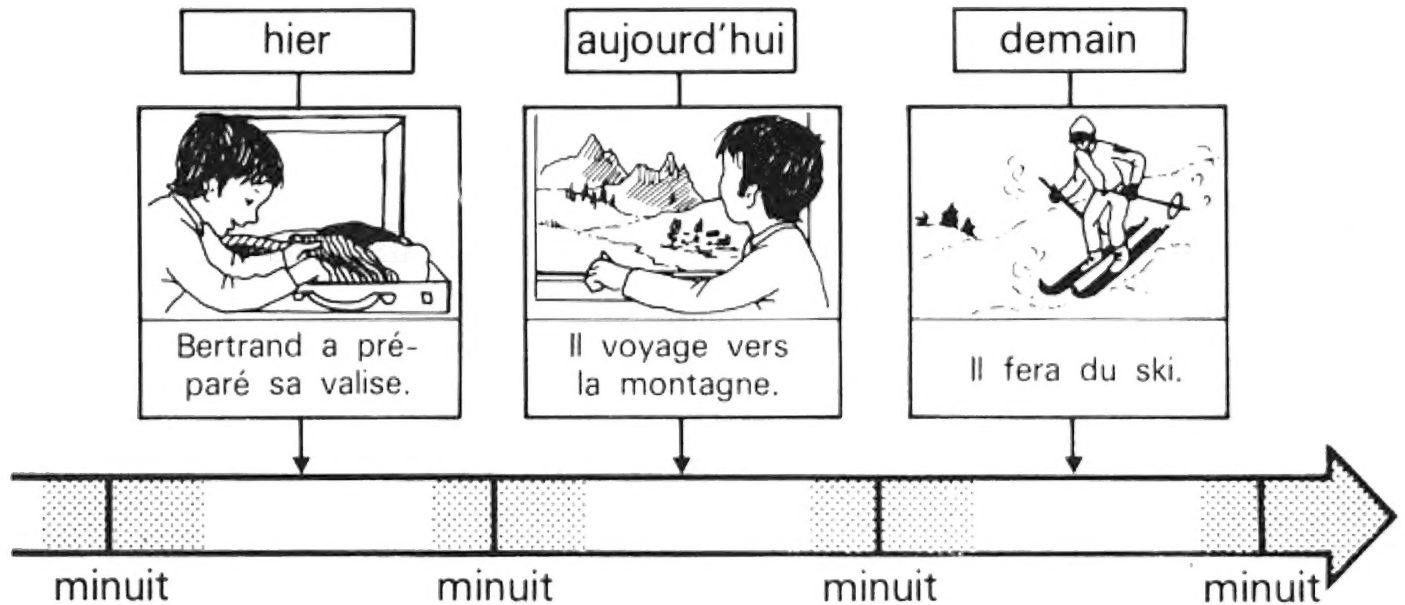 hier
aujourd'hui
demain
Bertrand a pré-
paré sa valise.
Il voyage vers
la montagne.
Il fera du ski.
minuit
minuit
minuit
minuit